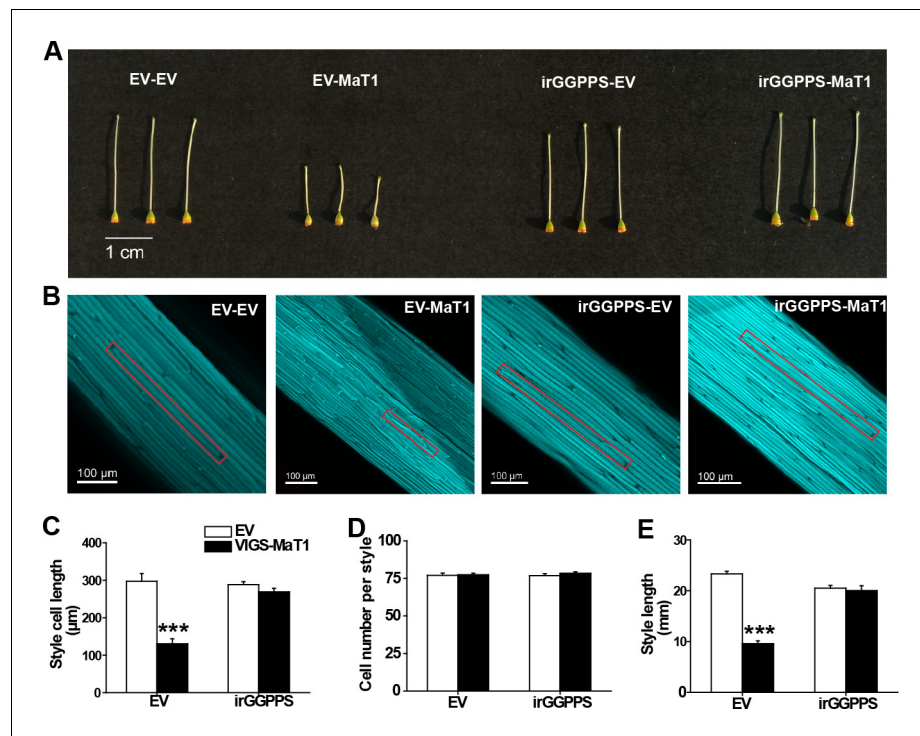 A
EV-EV
EV-MaT1
irGGPPS-EV
irGGPPS-MaT1
1 cm
B
EV-EV
EV-MaT1
irGGPPS-EV
irGGPPS-MaT1
100 µm
100 µm
100 µm
100 µm
C
EV
VIGS-MaT1
Style cell length
(µm)
400
300
200
100
0
***
EV
irGGPPS
D
Cell number per style
100
75
50
25
0
EV
irGGPPS
E
Style length
(mm)
30
20
10
0
***
EV
irGGPPS